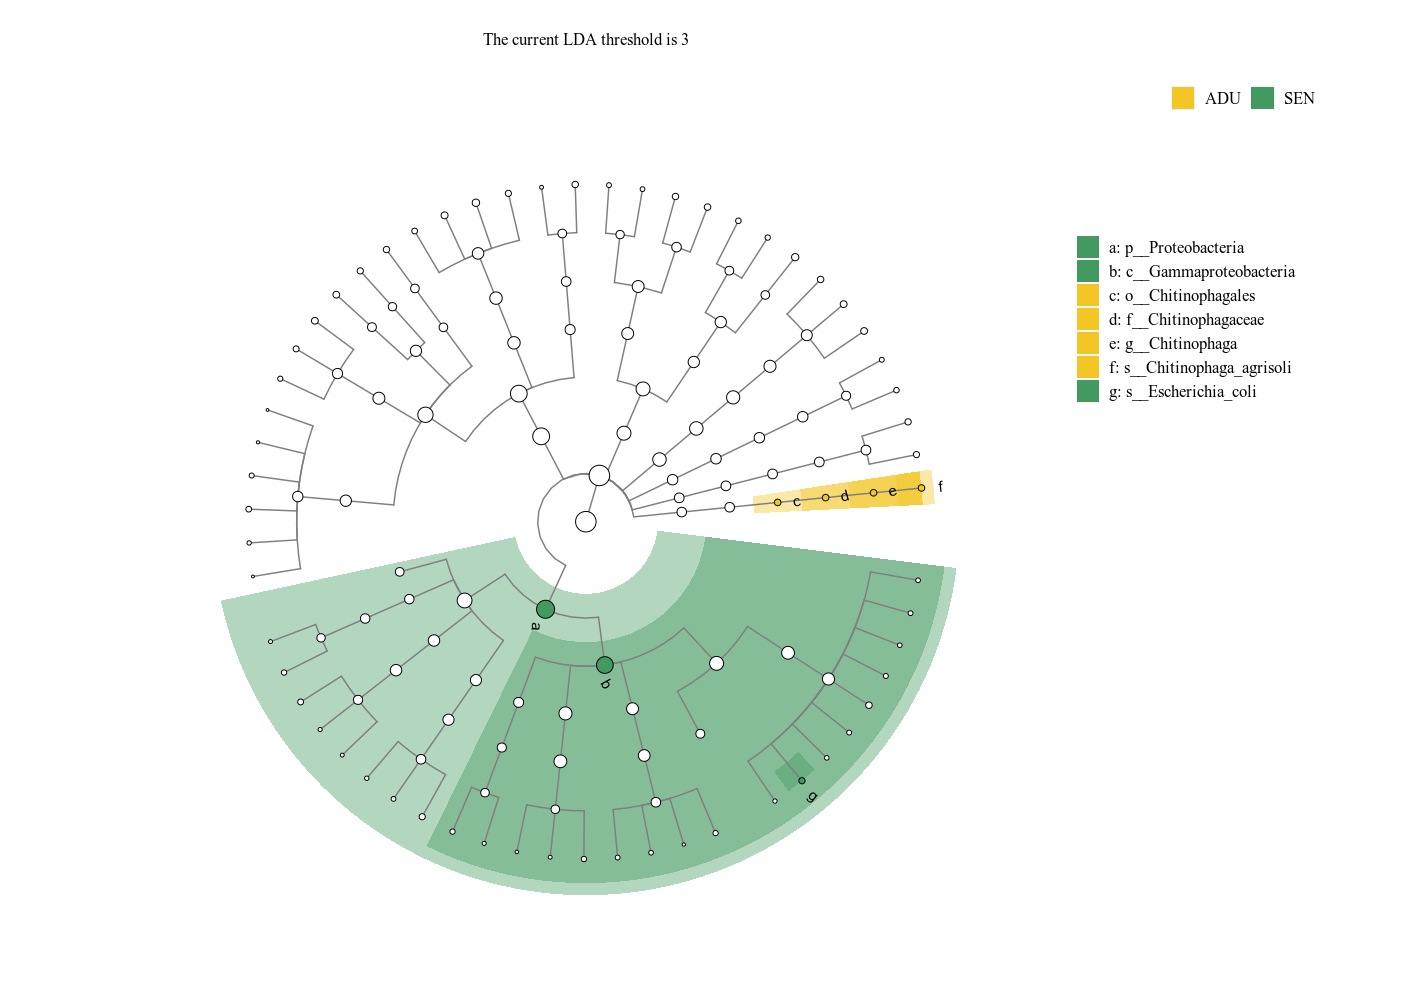 The current LDA threshold is 3
ADU SEN
a: p__Proteobacteria
b: c__Gammaproteobacteria
c: o__Chitinophagales
d: f__Chitinophagaceae
e: g__Chitinophaga
f: s__Chitinophaga_agrisoli
g: s__Escherichia_coli
c d e f
a
b
g